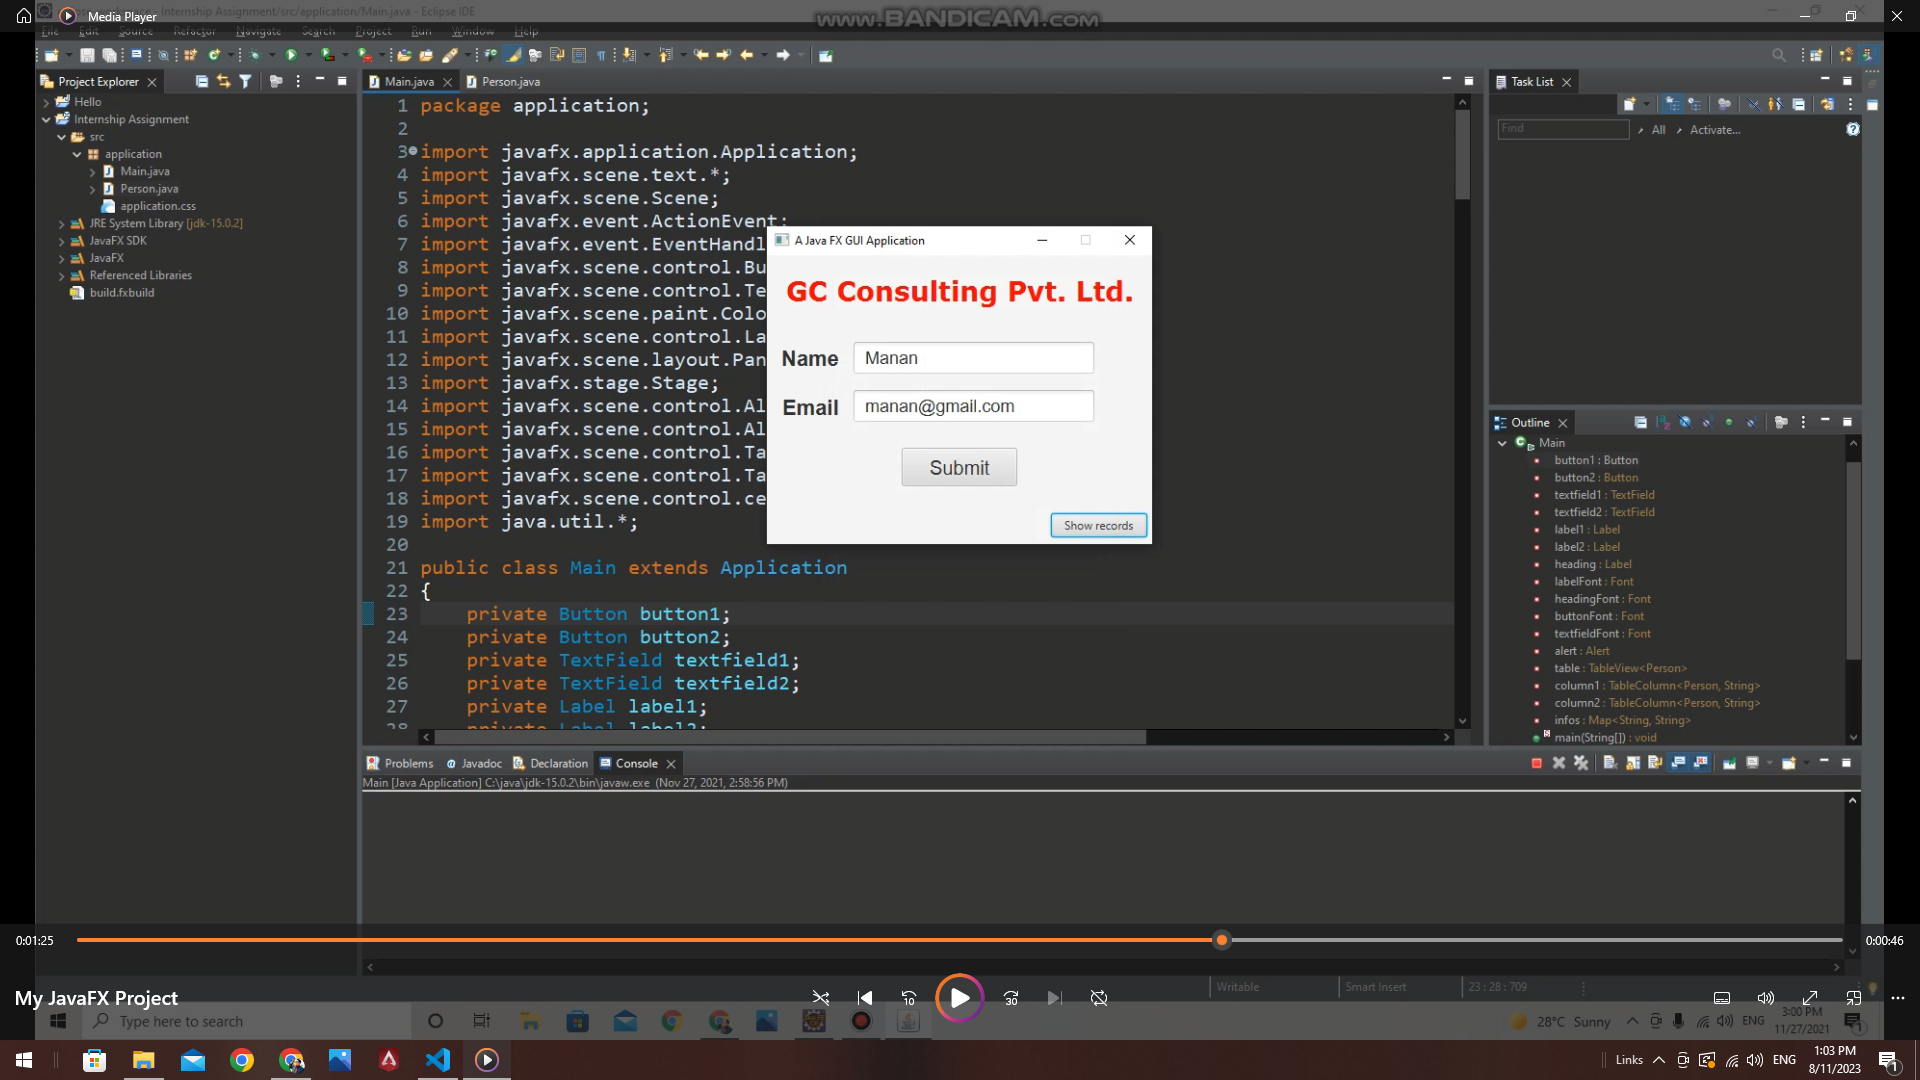 Media Player
Internship Assignment/src/application/Main.java - Eclipse IDE
www.BANDICAM.com
File Edit Source Refactor Navigate Search Project Run Window Help
Project Explorer
Main.java
Person.java
Task List
Hello
Internship Assignment
src
application
Main.java
Person.java
application.css
JRE System Library [jdk-15.0.2]
JavaFX SDK
JavaFX
Referenced Libraries
build.fxbuild
1 package application;
2
3 import javafx.application.Application;
4 import javafx.scene.text.*;
5 import javafx.scene.Scene;
6 import javafx.event.ActionEvent;
7 import javafx.event.EventHandl
8 import javafx.scene.control.Bu
9 import javafx.scene.control.Te
10 import javafx.scene.paint.Colo
11 import javafx.scene.control.La
12 import javafx.scene.layout.Pan
13 import javafx.stage.Stage;
14 import javafx.scene.control.Al
15 import javafx.scene.control.Al
16 import javafx.scene.control.Ta
17 import javafx.scene.control.Ta
18 import javafx.scene.control.ce
19 import java.util.*;
20
21 public class Main extends Application
22 {
23 private Button button1;
24 private Button button2;
25 private TextField textfield1;
26 private TextField textfield2;
27 private Label label1;
28 private Label label2;
A Java FX GUI Application
GC Consulting Pvt. Ltd.
Name Manan
Email manan@gmail.com
Submit
Show records
Find
All
Activate...
Outline
Main
button1 : Button
button2 : Button
textfield1 : TextField
textfield2 : TextField
label1 : Label
label2 : Label
heading : Label
labelFont : Font
headingFont : Font
buttonFont : Font
textfieldFont : Font
alert : Alert
table : TableView<Person>
column1 : TableColumn<Person, String>
column2 : TableColumn<Person, String>
infos : Map<String, String>
main(String[]) : void
Problems
Javadoc
Declaration
Console
Main [Java Application] C:\java\jdk-15.0.2\bin\javaw.exe (Nov 27, 2021, 2:58:56 PM)
0:01:25
0:00:46
Writable
Smart Insert
23 : 28 : 709
My JavaFX Project
10
30
Type here to search
28°C Sunny
ENG
3:00 PM
11/27/2021
1
Links
ENG
1:03 PM
8/11/2023
1